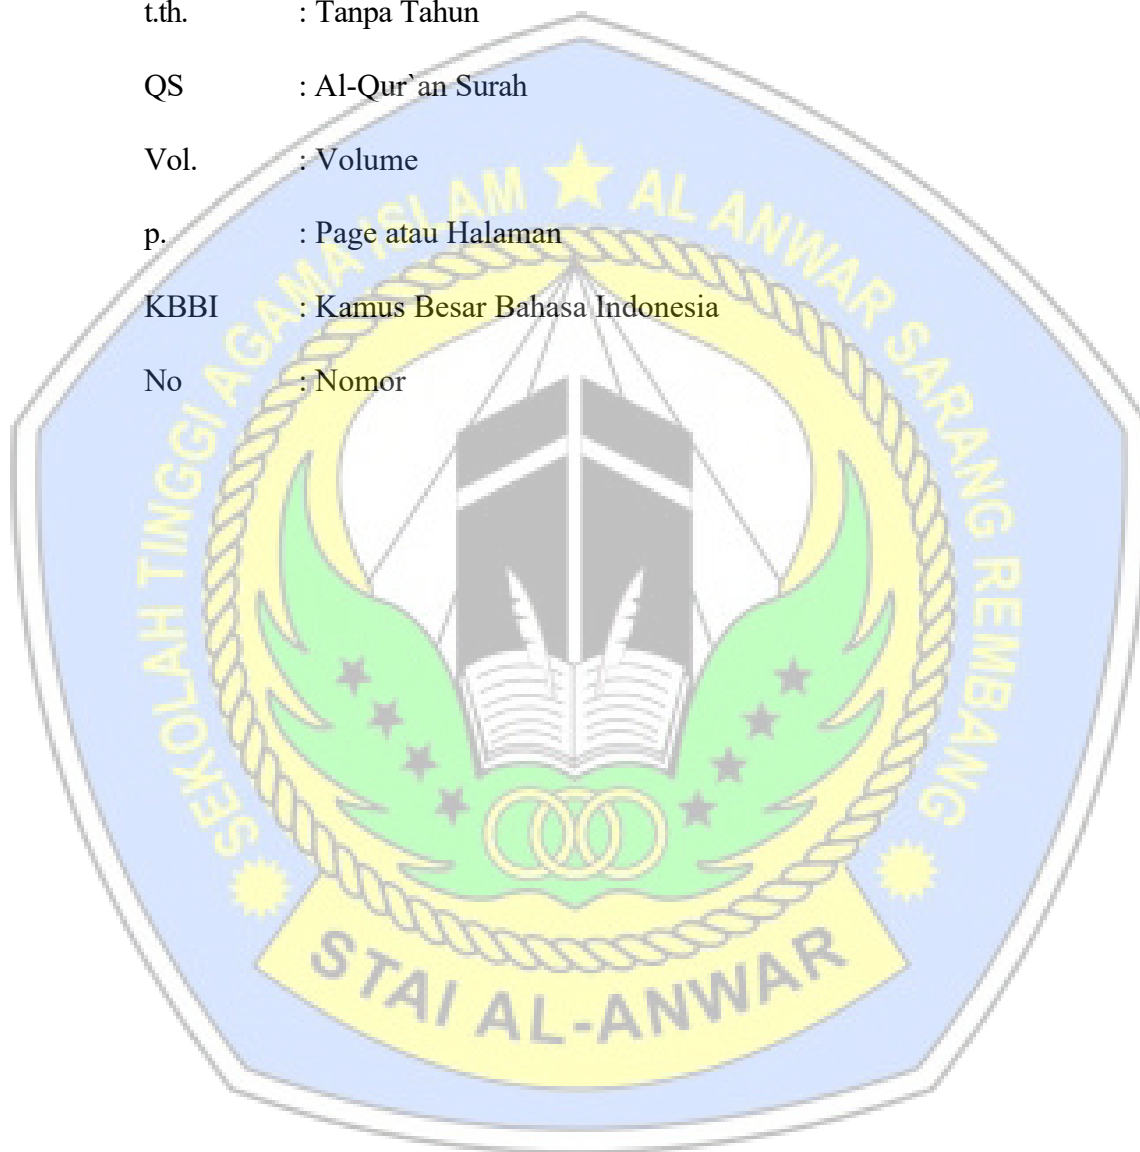 t.th. : Tanpa Tahun
QS : Al-Qur`an Surah
Vol. : Volume
p. : Page atau Halaman
KBBI : Kamus Besar Bahasa Indonesia
No : Nomor
SEKOLAH TINGGI AGAMA ISLAM ★ AL ANWAR SARANG REMBANG
STAI AL-ANWAR